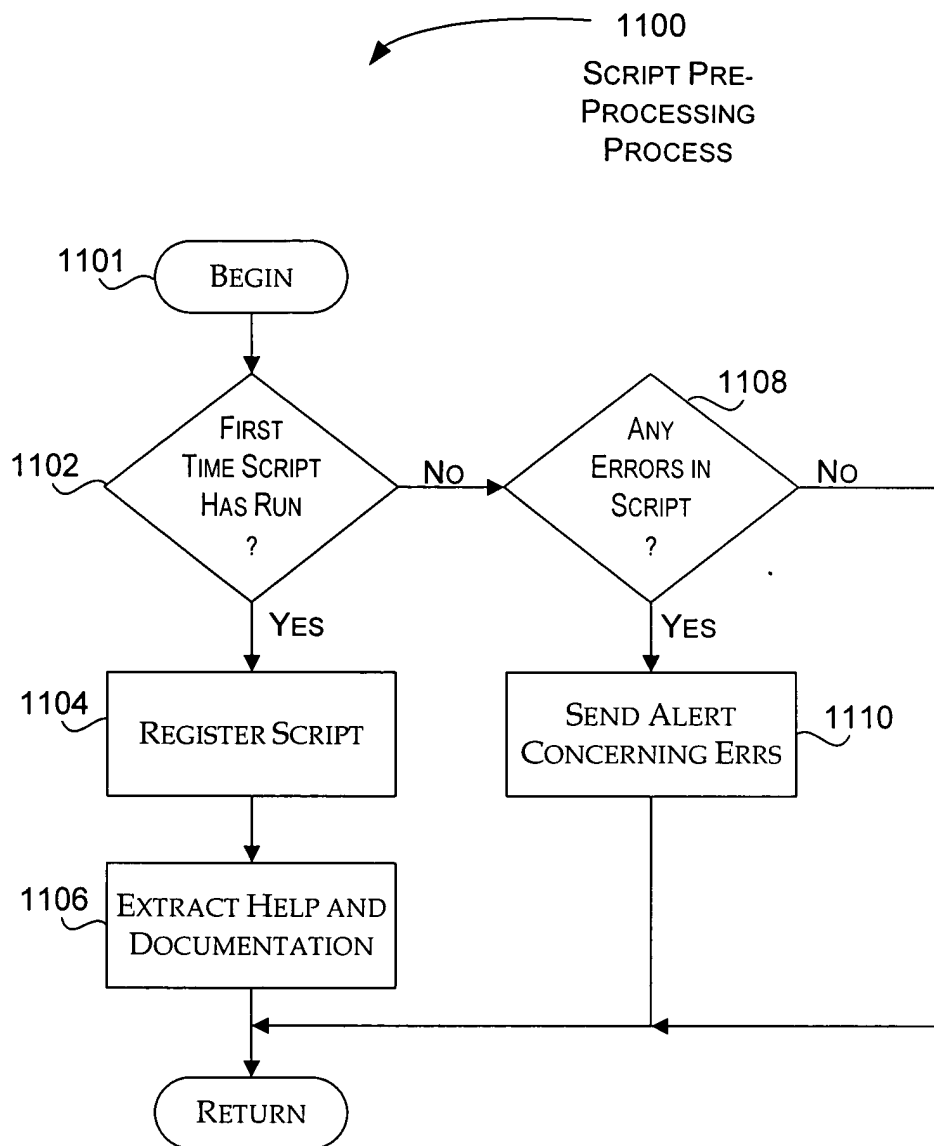 1100
SCRIPT PRE-
PROCESSING
PROCESS
1101
BEGIN
1102
FIRST
TIME SCRIPT
HAS RUN
?
NO
1108
ANY
ERRORS IN
SCRIPT
?
NO
YES
YES
1104
REGISTER SCRIPT
SEND ALERT
CONCERNING ERRS
1110
1106
EXTRACT HELP AND
DOCUMENTATION
RETURN